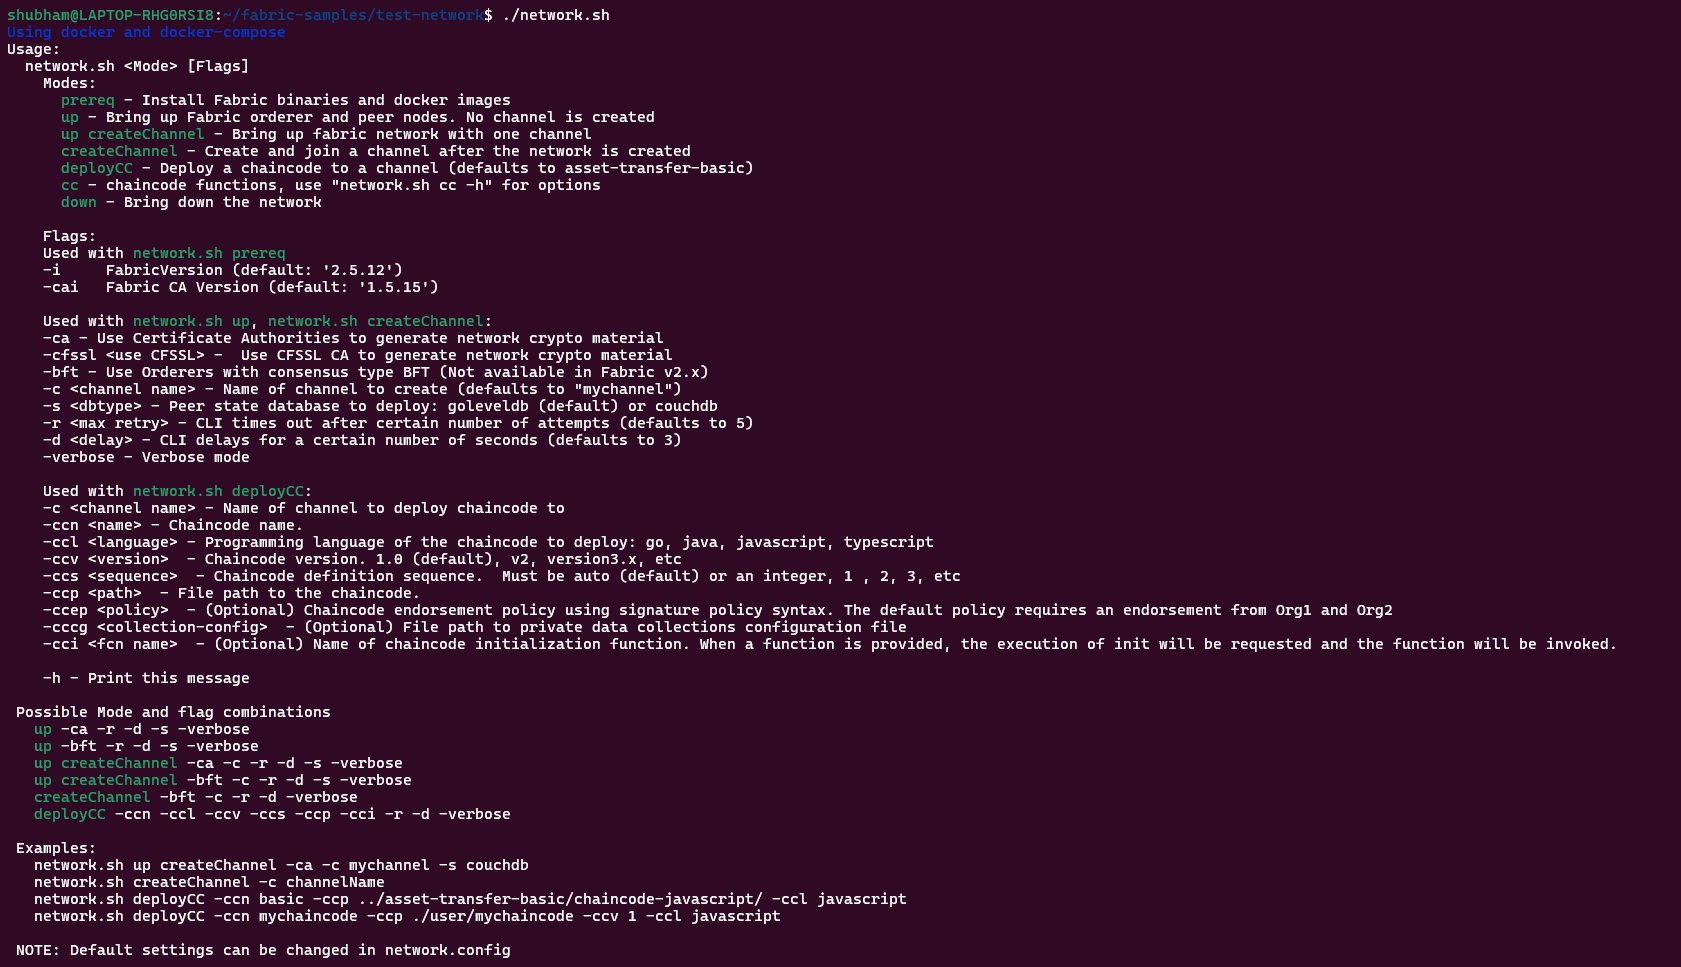 shubham@LAPTOP-RHG0RSI8:~/fabric-samples/test-network$ ./network.sh
Using docker and docker-compose
Usage:
  network.sh <Mode> [Flags]
    Modes:
      prereq - Install Fabric binaries and docker images
      up - Bring up Fabric orderer and peer nodes. No channel is created
      up createChannel - Bring up fabric network with one channel
      createChannel - Create and join a channel after the network is created
      deployCC - Deploy a chaincode to a channel (defaults to asset-transfer-basic)
      cc - chaincode functions, use "network.sh cc -h" for options
      down - Bring down the network

    Flags:
    Used with network.sh prereq
    -i     FabricVersion (default: '2.5.12')
    -cai   Fabric CA Version (default: '1.5.15')

    Used with network.sh up, network.sh createChannel:
    -ca - Use Certificate Authorities to generate network crypto material
    -cfssl <use CFSSL> -  Use CFSSL CA to generate network crypto material
    -bft - Use Orderers with consensus type BFT (Not available in Fabric v2.x)
    -c <channel name> - Name of channel to create (defaults to "mychannel")
    -s <dbtype> - Peer state database to deploy: goleveldb (default) or couchdb
    -r <max retry> - CLI times out after certain number of attempts (defaults to 5)
    -d <delay> - CLI delays for a certain number of seconds (defaults to 3)
    -verbose - Verbose mode

    Used with network.sh deployCC:
    -c <channel name> - Name of channel to deploy chaincode to
    -ccn <name> - Chaincode name.
    -ccl <language> - Programming language of the chaincode to deploy: go, java, javascript, typescript
    -ccv <version>  - Chaincode version. 1.0 (default), v2, version3.x, etc
    -ccs <sequence>  - Chaincode definition sequence.  Must be auto (default) or an integer, 1 , 2, 3, etc
    -ccp <path>  - File path to the chaincode.
    -ccep <policy>  - (Optional) Chaincode endorsement policy using signature policy syntax. The default policy requires an endorsement from Org1 and Org2
    -cccg <collection-config>  - (Optional) File path to private data collections configuration file
    -cci <fcn name>  - (Optional) Name of chaincode initialization function. When a function is provided, the execution of init will be requested and the function will be invoked.

    -h - Print this message

 Possible Mode and flag combinations
   up -ca -r -d -s -verbose
   up -bft -r -d -s -verbose
   up createChannel -ca -c -r -d -s -verbose
   up createChannel -bft -c -r -d -s -verbose
   createChannel -bft -c -r -d -verbose
   deployCC -ccn -ccl -ccv -ccs -ccp -cci -r -d -verbose

 Examples:
   network.sh up createChannel -ca -c mychannel -s couchdb
   network.sh createChannel -c channelName
   network.sh deployCC -ccn basic -ccp ../asset-transfer-basic/chaincode-javascript/ -ccl javascript
   network.sh deployCC -ccn mychaincode -ccp ./user/mychaincode -ccv 1 -ccl javascript

 NOTE: Default settings can be changed in network.config